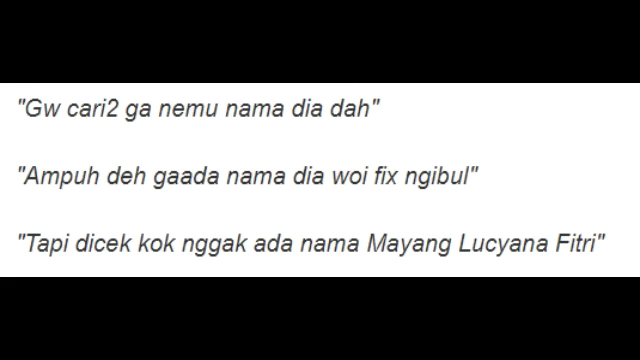 "Gw cari2 ga nemu nama dia dah"
"Ampuh deh gaada nama dia woi fix ngibul"
"Tapi dicek kok nggak ada nama Mayang Lucyana Fitri"